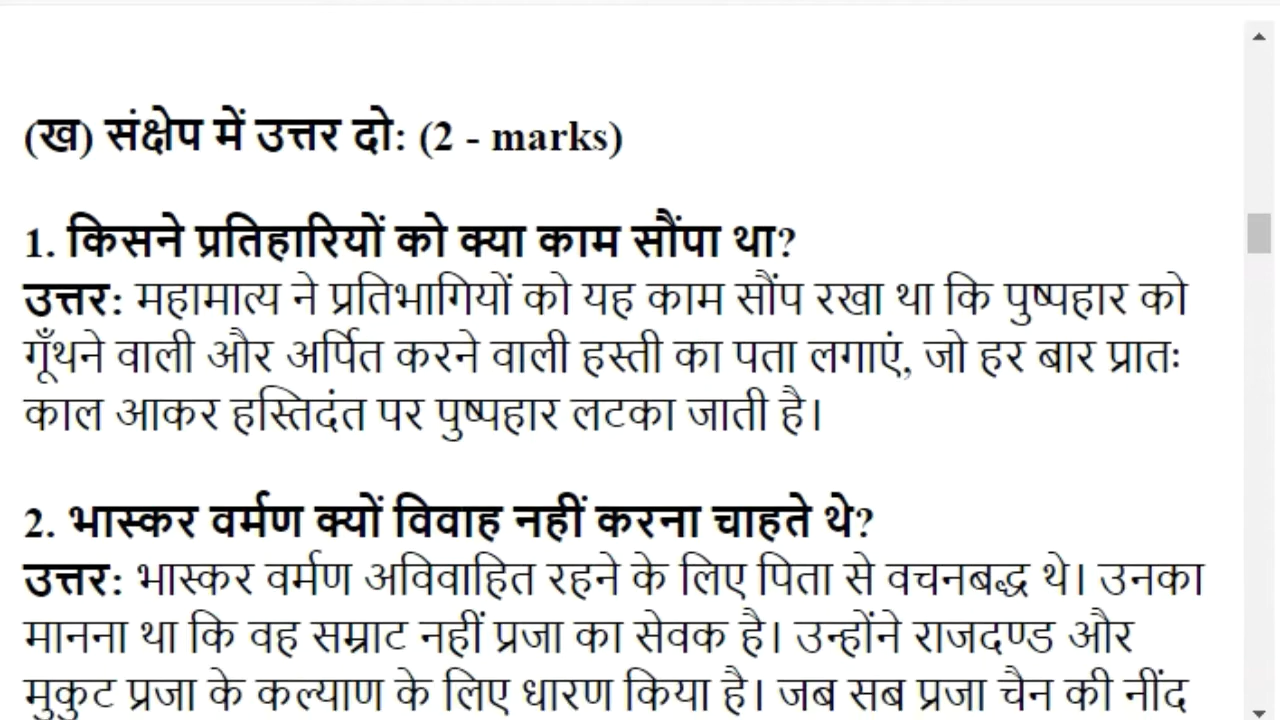 (ख) संक्षेप में उत्तर दो: (2 - marks)
1. किसने प्रतिहारियों को क्या काम सौंपा था?
उत्तर: महामात्य ने प्रतिभागियों को यह काम सौंप रखा था कि पुष्पहार को
गूँथने वाली और अर्पित करने वाली हस्ती का पता लगाएं, जो हर बार प्रातः
काल आकर हस्तिदंत पर पुष्पहार लटका जाती है।
2. भास्कर वर्मण क्यों विवाह नहीं करना चाहते थे?
उत्तर: भास्कर वर्मण अविवाहित रहने के लिए पिता से वचनबद्ध थे। उनका
मानना था कि वह सम्राट नहीं प्रजा का सेवक है। उन्होंने राजदण्ड और
मुकुट प्रजा के कल्याण के लिए धारण किया है। जब सब प्रजा चैन की नींद